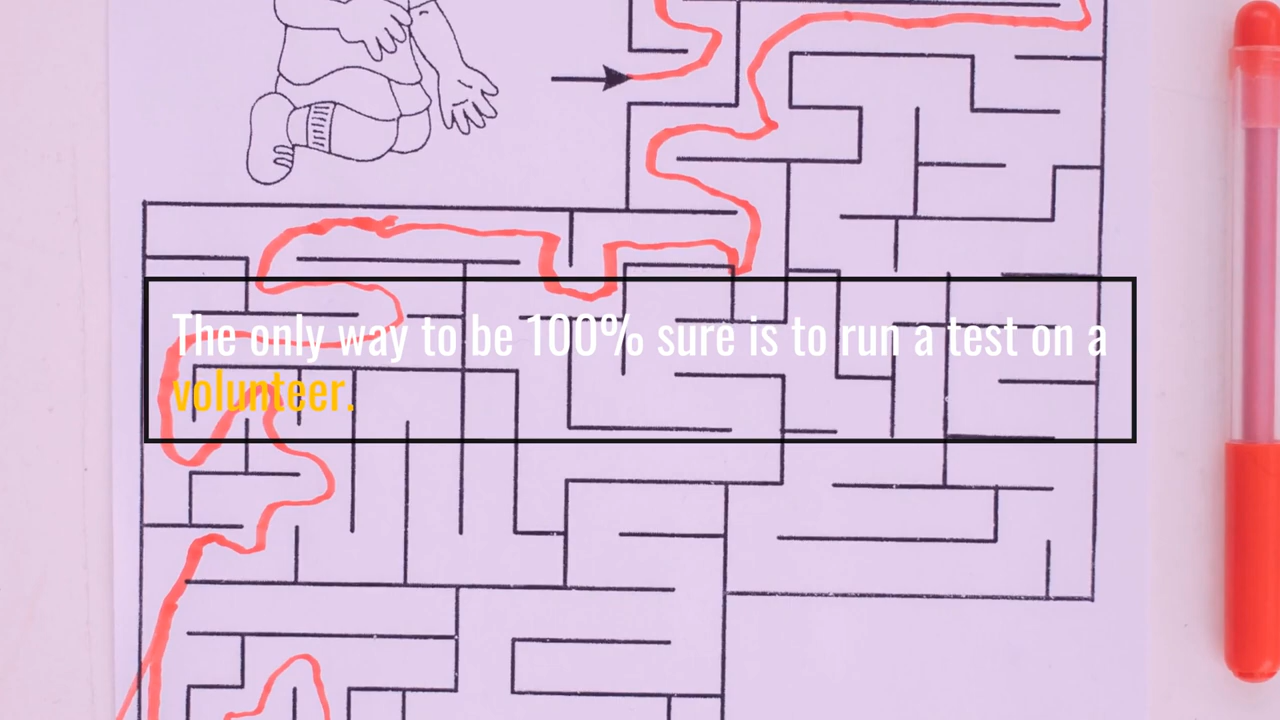 The only way to be 100% sure is to run a test on a
volunteer.